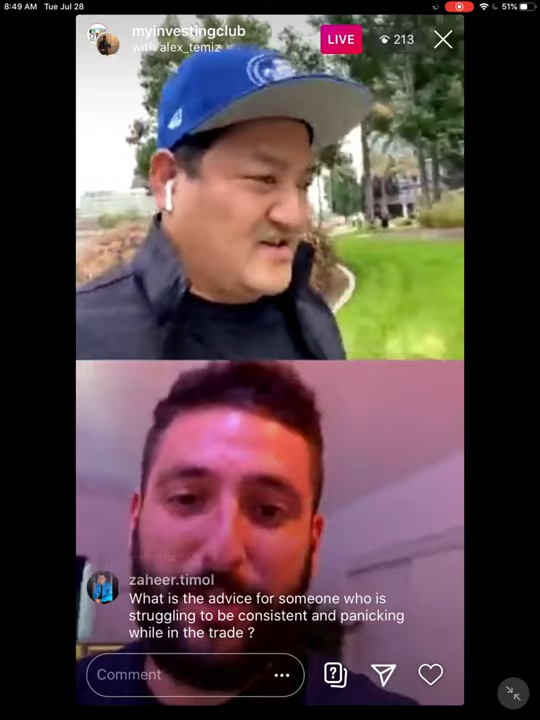 8:49 AM Tue Jul 28
51%
myinvestingclub
with alex_temiz
LIVE
213
zaheer.timol
What is the advice for someone who is
struggling to be consistent and panicking
while in the trade ?
Comment